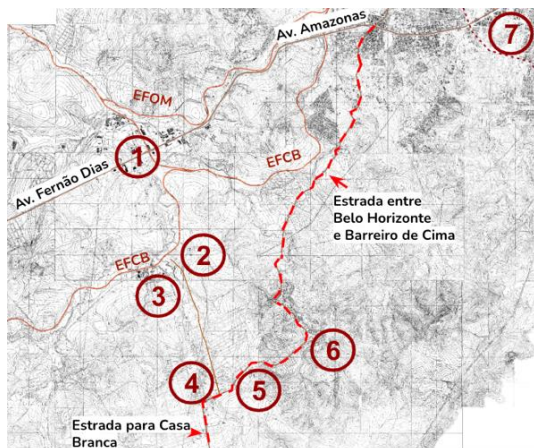 Av. Amazonas
7
EFOM
1
EFCB
Av. Fernão Dias
Estrada entre
Belo Horizonte
e Barreiro de Cima
2
EFCB
3
6
4
5
Estrada para Casa
Branca